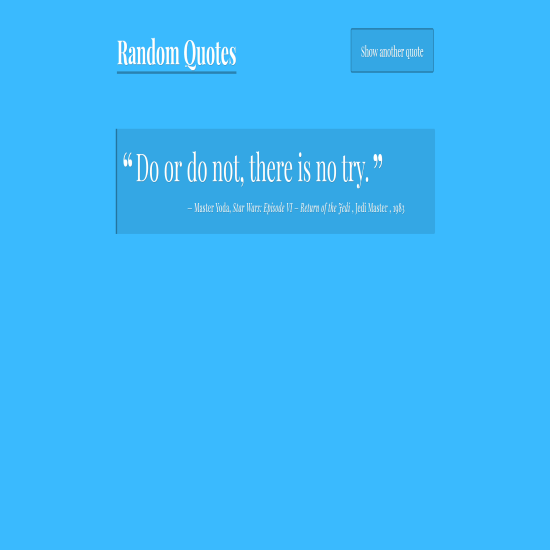 Random Quotes
Show another quote
“ Do or do not, there is no try. ”
– Master Yoda, Star Wars: Episode VI – Return of the Jedi , Jedi Master , 1983